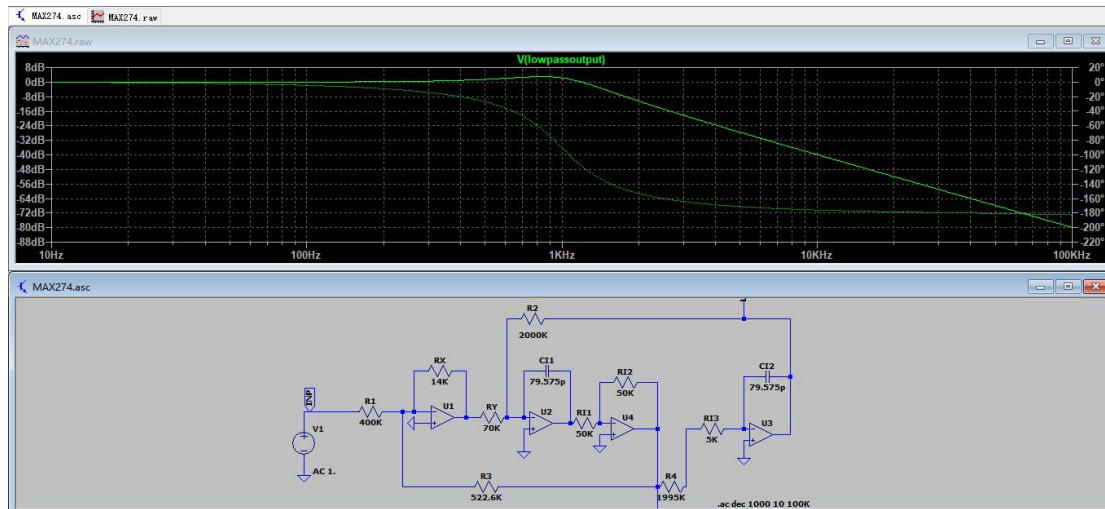 MAX274.asc MAX274.raw
MAX274.raw
V(lowpassoutput)
8dB 20°
0dB 0°
-8dB -20°
-16dB -40°
-24dB -60°
-32dB -80°
-40dB -100°
-48dB -120°
-56dB -140°
-64dB -160°
-72dB -180°
-80dB -200°
-88dB -220°
10Hz 100Hz 1KHz 10KHz 100KHz
MAX274.asc
R2
2000K
RX
14K
CI1
79.575p
RI2
50K
CI2
79.575p
INP
R1
400K
U1
RY
70K
U2
RI1
50K
U4
RI3
5K
U3
V1
AC 1.
R3
522.6K
R4
1995K
.ac dec 1000 10 100K